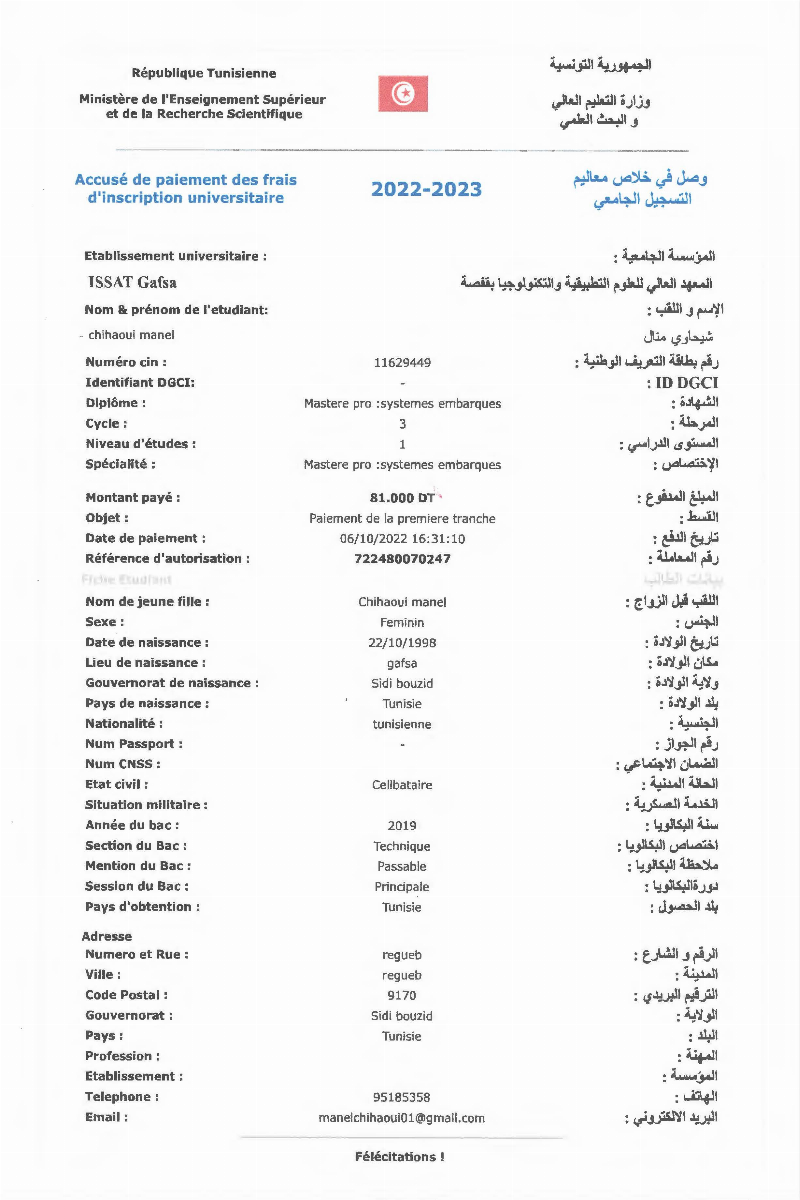 République Tunisienne
الجمهورية التونسية
Ministère de l'Enseignement Supérieur
et de la Recherche Scientifique
وزارة التعليم العالي
و البحث العلمي
Accusé de paiement des frais
d'inscription universitaire
2022-2023
وصل في خلاص معاليم
التسجيل الجامعي
Etablissement universitaire : المؤسسة الجامعية :
ISSAT Gafsa المعهد العالي للعلوم التطبيقية والتكنولوجيا بقفصة
Nom & prénom de l'etudiant: الإسم و اللقب :
- chihaoui manel شيحاوي منال
Numéro cin : 11629449 رقم بطاقة التعريف الوطنية :
Identifiant DGCI: - ID DGCI :
Diplôme : Mastere pro :systemes embarques الشهادة :
Cycle : 3 المرحلة :
Niveau d'études : 1 المستوى الدراسي :
Spécialité : Mastere pro :systemes embarques الإختصاص :
Montant payé : 81.000 DT المبلغ المدفوع :
Objet : Paiement de la premiere tranche القسط :
Date de paiement : 06/10/2022 16:31:10 تاريخ الدفع :
Référence d'autorisation : 722480070247 رقم المعاملة :
Fiche Etudiant بيانات الطالب
Nom de jeune fille : Chihaoui manel اللقب قبل الزواج :
Sexe : Feminin الجنس :
Date de naissance : 22/10/1998 تاريخ الولادة :
Lieu de naissance : gafsa مكان الولادة :
Gouvernorat de naissance : Sidi bouzid ولاية الولادة :
Pays de naissance : Tunisie بلد الولادة :
Nationalité : tunisienne الجنسية :
Num Passport : - رقم الجواز :
Num CNSS : الضمان الاجتماعي :
Etat civil : Celibataire الحالة المدنية :
Situation militaire : الخدمة العسكرية :
Année du bac : 2019 سنة البكالوريا :
Section du Bac : Technique اختصاص البكالوريا :
Mention du Bac : Passable ملاحظة البكالوريا :
Session du Bac : Principale دورةالبكالوريا :
Pays d'obtention : Tunisie بلد الحصول :
Adresse
Numero et Rue : regueb الرقم و الشارع :
Ville : regueb المدينة :
Code Postal : 9170 الترقيم البريدي :
Gouvernorat : Sidi bouzid الولاية :
Pays : Tunisie البلد :
Profession : المهنة :
Etablissement : المؤسسة :
Telephone : 95185358 الهاتف :
Email : manelchihaoui01@gmail.com البريد الالكتروني :
Félécitations !